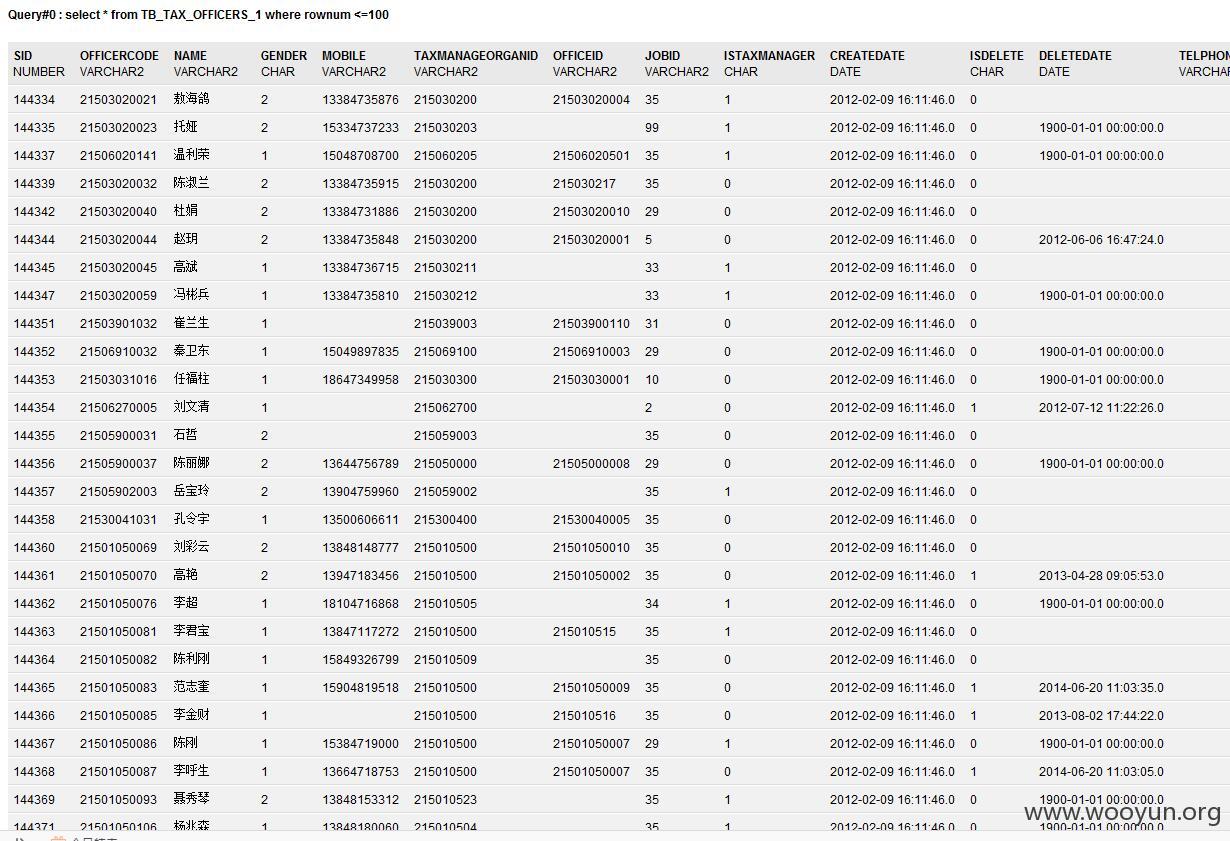 Query#0 : select * from TB_TAX_OFFICERS_1 where rownum <=100
SID OFFICERCODE NAME GENDER MOBILE TAXMANAGEORGANID OFFICEID JOBID ISTAXMANAGER CREATEDATE ISDELETE DELETEDATE TELPHON
NUMBER VARCHAR2 VARCHAR2 CHAR VARCHAR2 VARCHAR2 VARCHAR2 VARCHAR2 CHAR DATE CHAR DATE VARCHAR
144334 21503020021 敖海鸽 2 13384735876 215030200 21503020004 35 1 2012-02-09 16:11:46.0 0
144335 21503020023 托娅 2 15334737233 215030203 99 1 2012-02-09 16:11:46.0 0 1900-01-01 00:00:00.0
144337 21506020141 温利荣 1 15048708700 215060205 21506020501 35 1 2012-02-09 16:11:46.0 0 1900-01-01 00:00:00.0
144339 21503020032 陈淑兰 2 13384735915 215030200 215030217 35 0 2012-02-09 16:11:46.0 0
144342 21503020040 杜娟 2 13384731886 215030200 21503020010 29 0 2012-02-09 16:11:46.0 0
144344 21503020044 赵玥 2 13384735848 215030200 21503020001 5 0 2012-02-09 16:11:46.0 0 2012-06-06 16:47:24.0
144345 21503020045 高斌 1 13384736715 215030211 33 1 2012-02-09 16:11:46.0 0
144347 21503020059 冯彬兵 1 13384735810 215030212 33 1 2012-02-09 16:11:46.0 0 1900-01-01 00:00:00.0
144351 21503901032 崔兰生 1 215039003 21503900110 31 0 2012-02-09 16:11:46.0 0
144352 21506910032 秦卫东 1 15049897835 215069100 21506910003 29 0 2012-02-09 16:11:46.0 0 1900-01-01 00:00:00.0
144353 21503031016 任福柱 1 18647349958 215030300 21503030001 10 0 2012-02-09 16:11:46.0 0 1900-01-01 00:00:00.0
144354 21506270005 刘文清 1 215062700 2 0 2012-02-09 16:11:46.0 1 2012-07-12 11:22:26.0
144355 21505900031 石哲 2 215059003 35 0 2012-02-09 16:11:46.0 0
144356 21505900037 陈丽娜 2 13644756789 215050000 21505000008 29 0 2012-02-09 16:11:46.0 0 1900-01-01 00:00:00.0
144357 21505902003 岳宝玲 2 13904759960 215059002 35 1 2012-02-09 16:11:46.0 0
144358 21530041031 孔令宇 1 13500606611 215300400 21530040005 35 0 2012-02-09 16:11:46.0 0
144360 21501050069 刘彩云 2 13848148777 215010500 21501050010 35 0 2012-02-09 16:11:46.0 0
144361 21501050070 高艳 2 13947183456 215010500 21501050002 35 0 2012-02-09 16:11:46.0 1 2013-04-28 09:05:53.0
144362 21501050076 李超 1 18104716868 215010505 34 1 2012-02-09 16:11:46.0 0 1900-01-01 00:00:00.0
144363 21501050081 李君宝 1 13847117272 215010500 215010515 35 1 2012-02-09 16:11:46.0 0
144364 21501050082 陈利刚 1 15849326799 215010509 35 0 2012-02-09 16:11:46.0 0
144365 21501050083 范志奎 1 15904819518 215010500 21501050009 35 0 2012-02-09 16:11:46.0 1 2014-06-20 11:03:35.0
144366 21501050085 李金财 1 215010500 215010516 35 0 2012-02-09 16:11:46.0 1 2013-08-02 17:44:22.0
144367 21501050086 陈刚 1 15384719000 215010500 21501050007 29 1 2012-02-09 16:11:46.0 0 1900-01-01 00:00:00.0
144368 21501050087 李呼生 1 13664718753 215010500 21501050007 35 0 2012-02-09 16:11:46.0 1 2014-06-20 11:03:05.0
144369 21501050093 聂秀琴 2 13848153312 215010523 35 1 2012-02-09 16:11:46.0 0 1900-01-01 00:00:00.0
144371 21501050106 杨兆森 1 13848180060 215010504 35 1 2012-02-09 16:11:46.0 0 1900-01-01 00:00:00.0
www.wooyun.org